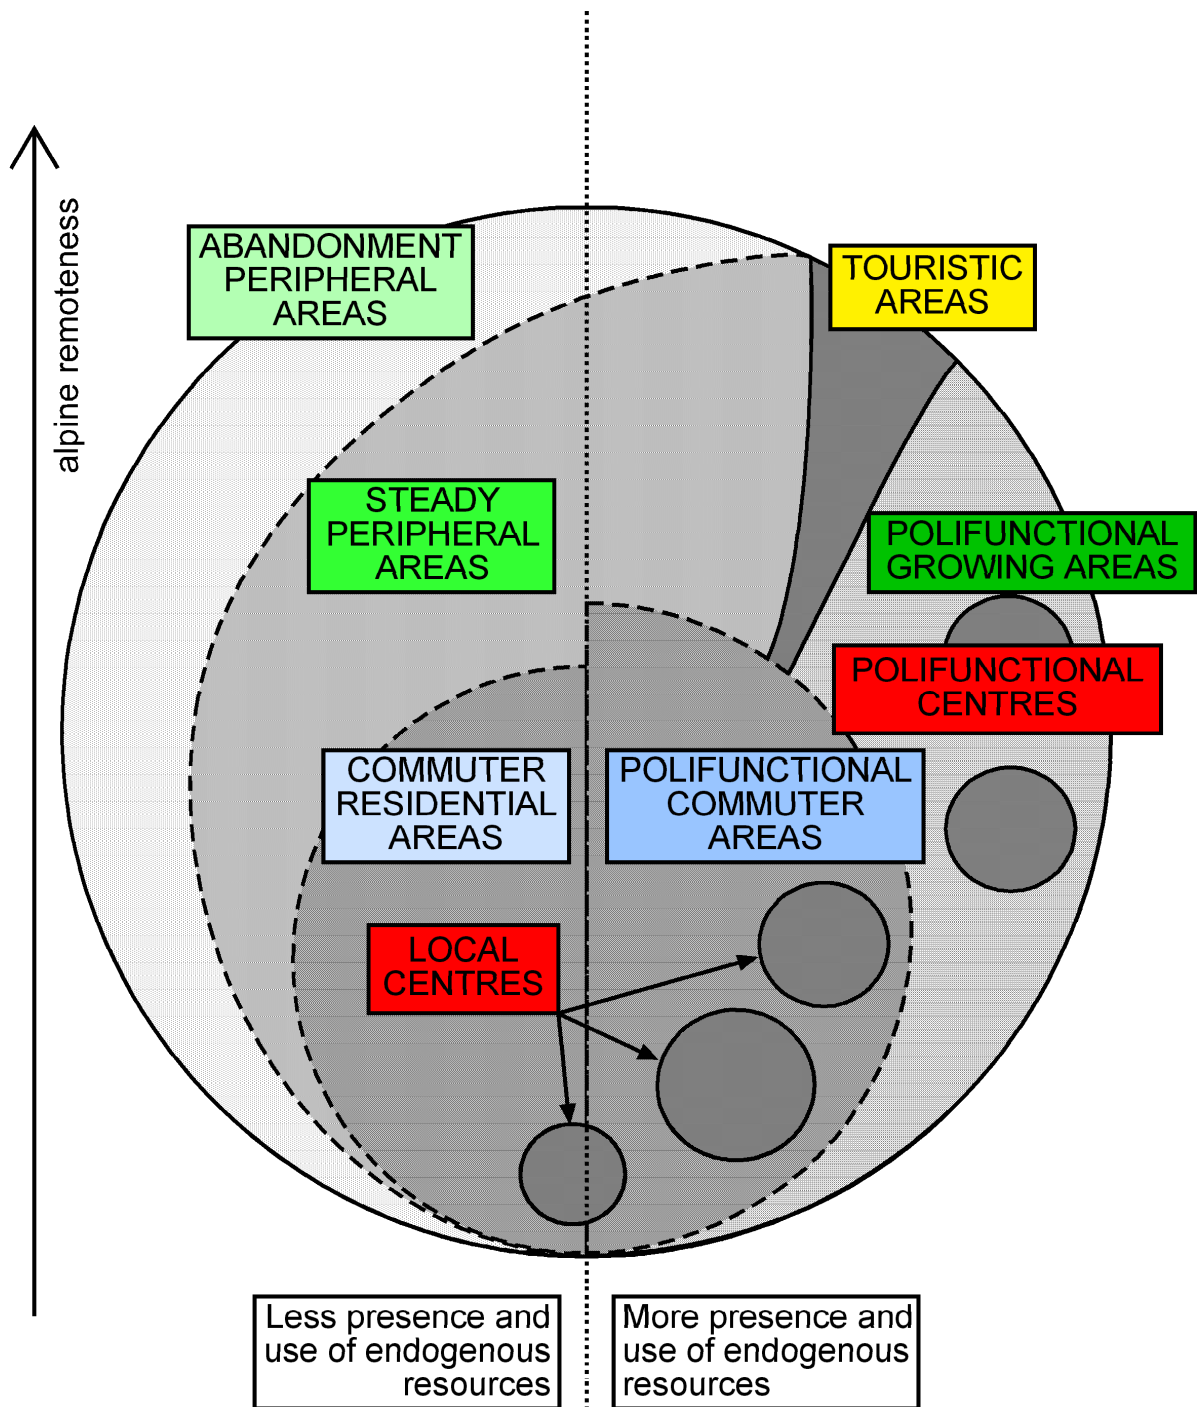 alpine remoteness
ABANDONMENT
PERIPHERAL
AREAS
TOURISTIC
AREAS
STEADY
PERIPHERAL
AREAS
POLIFUNCTIONAL
GROWING AREAS
POLIFUNCTIONAL
CENTRES
COMMUTER
RESIDENTIAL
AREAS
POLIFUNCTIONAL
COMMUTER
AREAS
LOCAL
CENTRES
Less presence and
use of endogenous
resources
More presence and
use of endogenous
resources